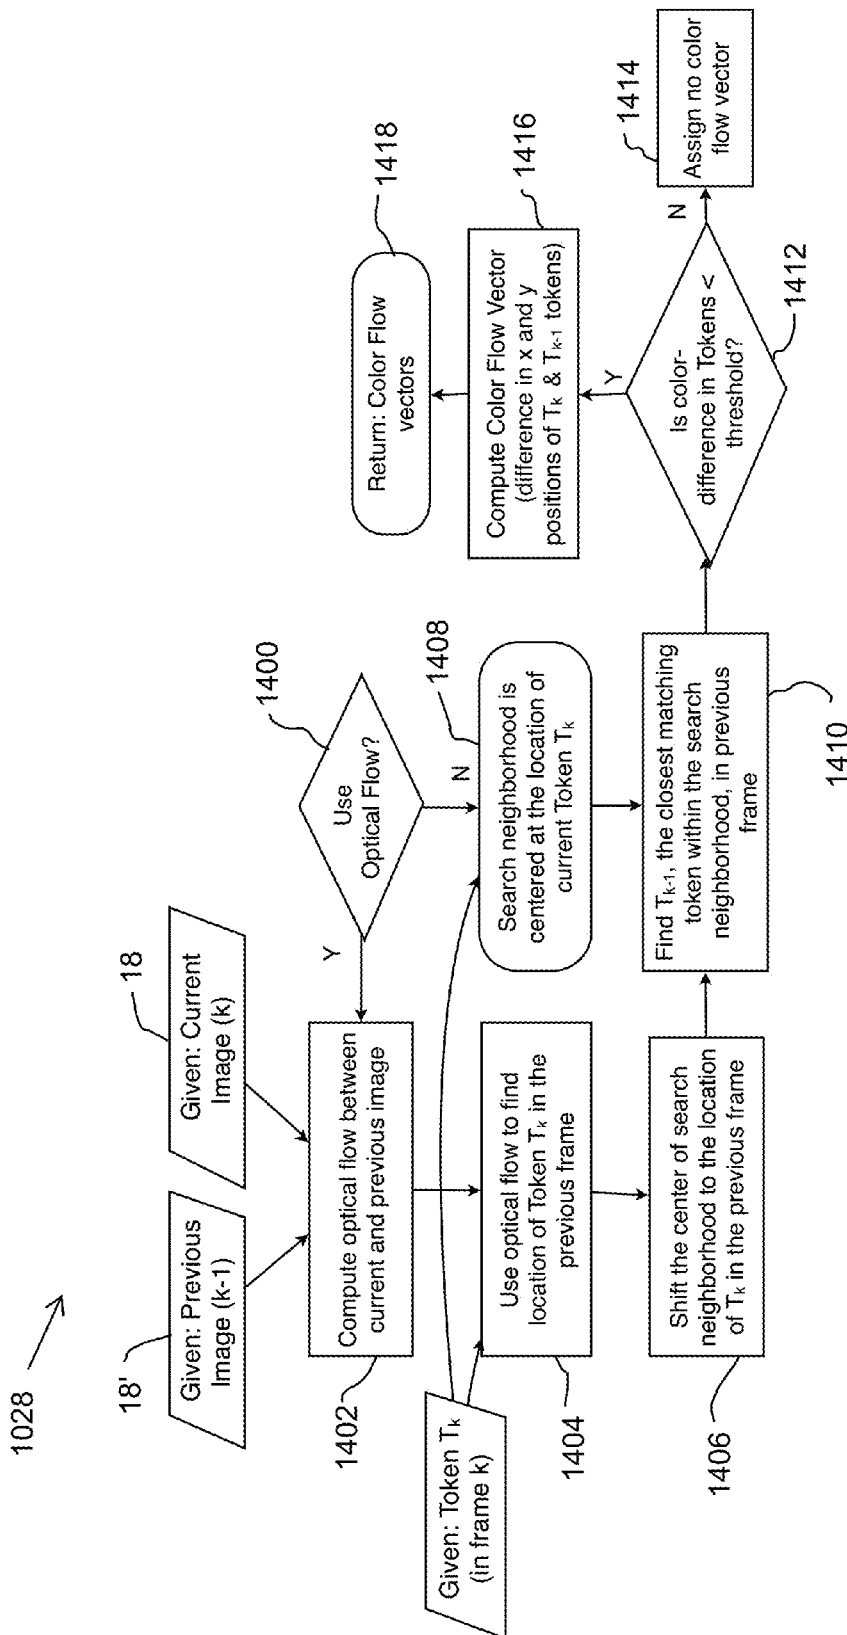 1028
18'
Given: Previous
Image (k-1)
18
Given: Current
Image (k)
1400
Use
Optical Flow?
Y
N
1402
Compute optical flow between
current and previous image
Given: Token Tk
(in frame k)
1404
Use optical flow to find
location of Token Tk in the
previous frame
1408
Search neighborhood is
centered at the location of
current Token Tk
1406
Shift the center of search
neighborhood to the location
of Tk in the previous frame
1410
Find Tk-1, the closest matching
token within the search
neighborhood, in previous
frame
1412
Is color-
difference in Tokens <
threshold?
Y
N
1414
Assign no color
flow vector
1416
Compute Color Flow Vector
(difference in x and y
positions of Tk & Tk-1 tokens)
1418
Return: Color Flow
vectors